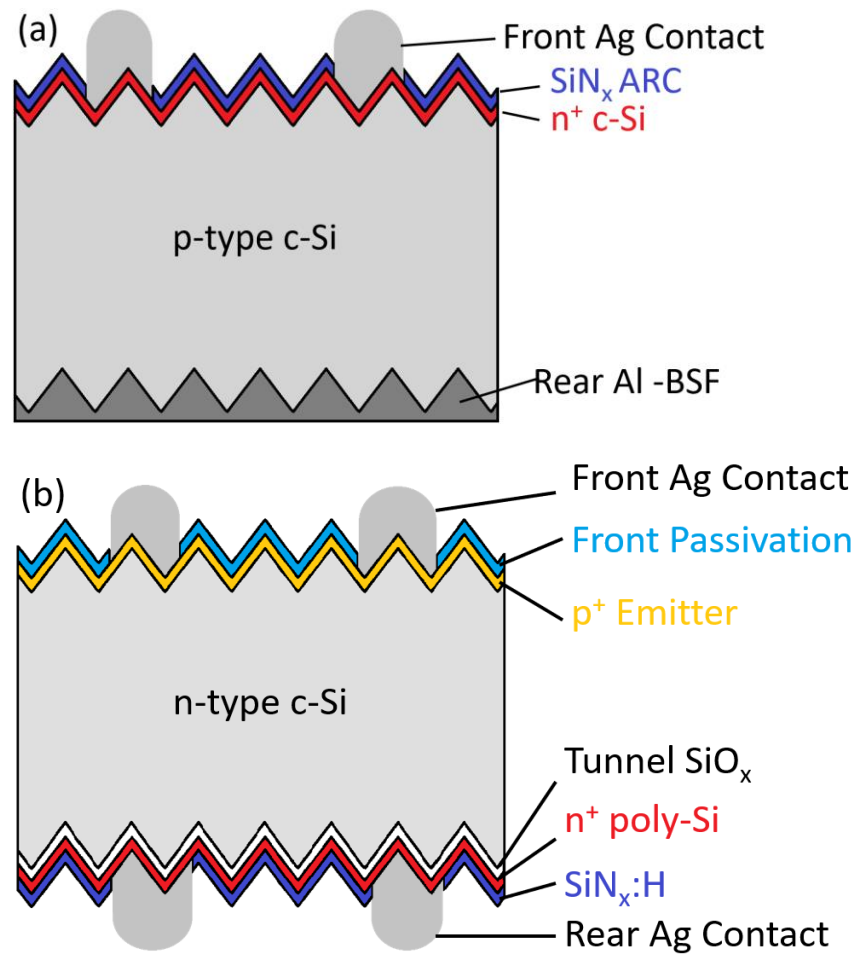 (a)
Front Ag Contact
SiNₓ ARC
n⁺ c-Si
p-type c-Si
Rear Al -BSF
(b)
Front Ag Contact
Front Passivation
p⁺ Emitter
n-type c-Si
Tunnel SiOₓ
n⁺ poly-Si
SiNₓ:H
Rear Ag Contact